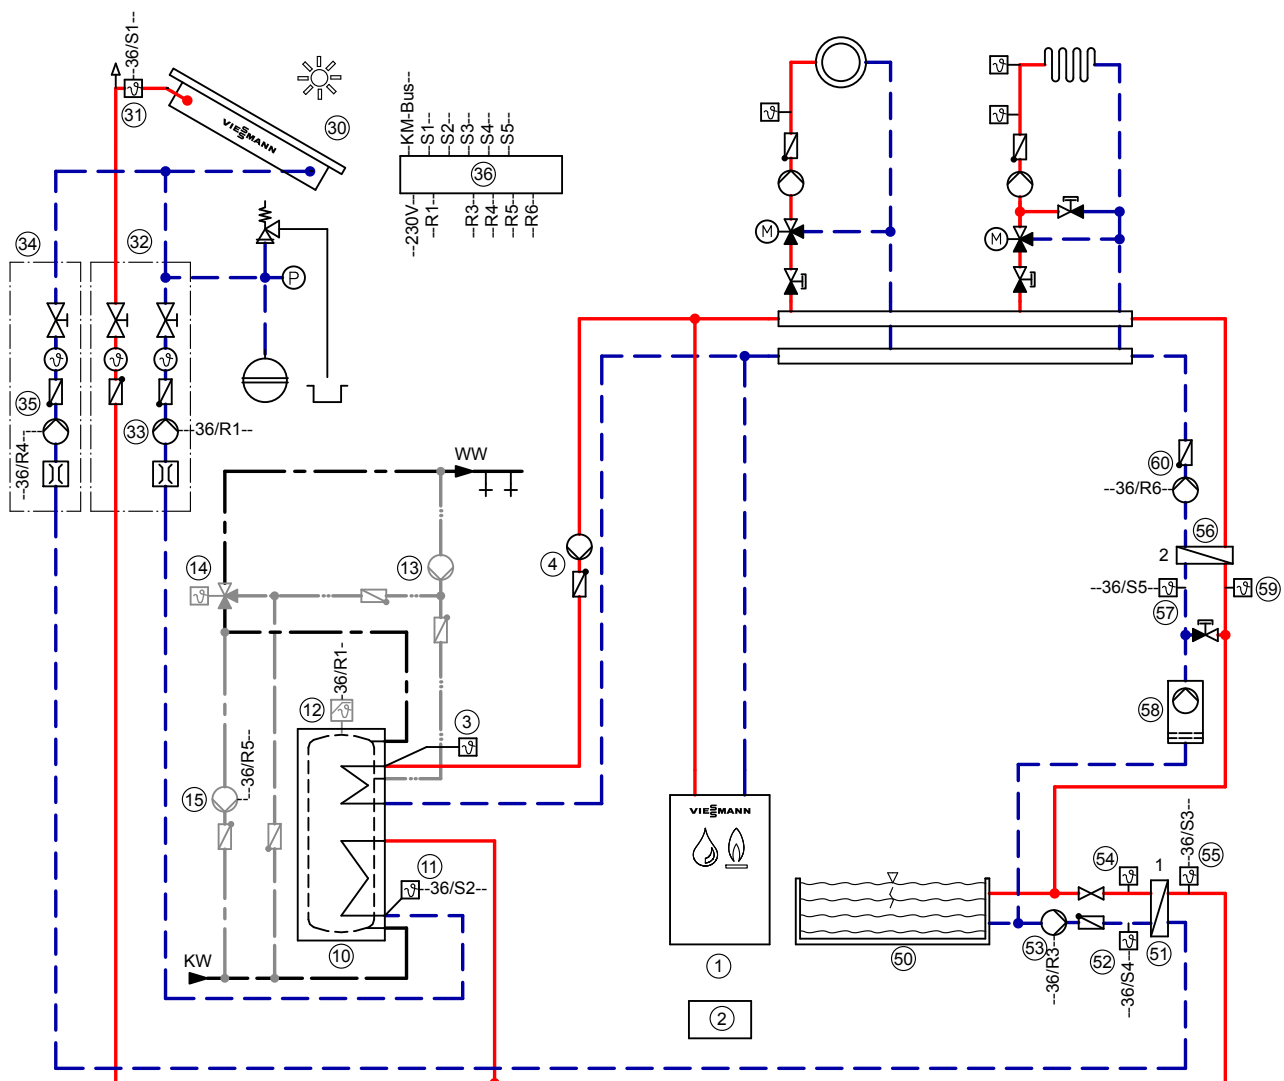 --36/S1--
31
VIESSMANN
30
--KM-Bus--
S1--
S2--
S3--
S4--
S5--
36
--230V--
--R1--
--R3--
--R4--
--R5--
--R6--
M
M
34
32
P
35
33
--36/R1--
--36/R4--
WW
60
--36/R6--
56
2
4
14
13
--36/S5--
57
59
--36/R1-
12
3
58
--36/R5--
15
VIESSMANN
11
--36/S2--
54
1
--36/S3--
55
KW
10
1
50
53
--36/R3--
52
--36/S4--
51
2